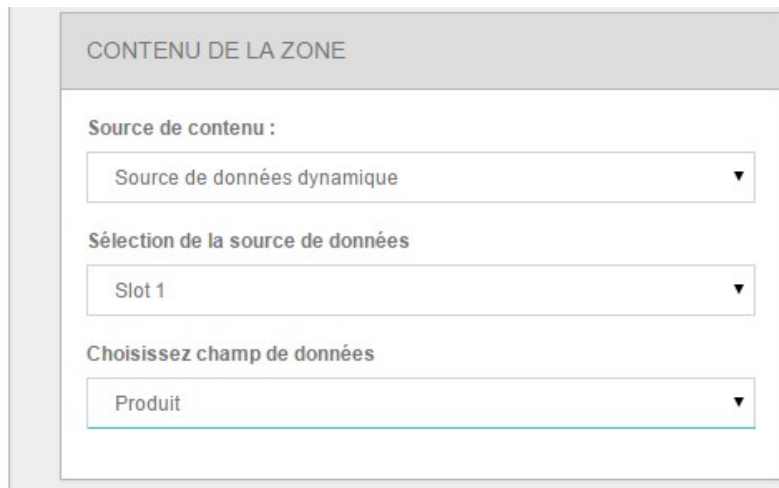 CONTENU DE LA ZONE
Source de contenu :
Source de données dynamique
Sélection de la source de données
Slot 1
Choisissez champ de données
Produit